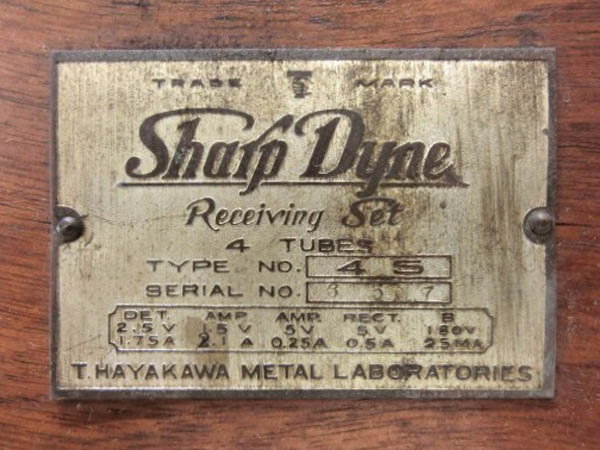 TRADE MARK
Sharp Dyne
Receiving Set
4 TUBES
TYPE NO. 45
SERIAL NO.
DET. AMP. AMP. RECT. B
2.5V 1.5V 5V 5V 180V
1.75A 2.1A 0.25A 0.5A 25MA
T. HAYAKAWA METAL LABORATORIES